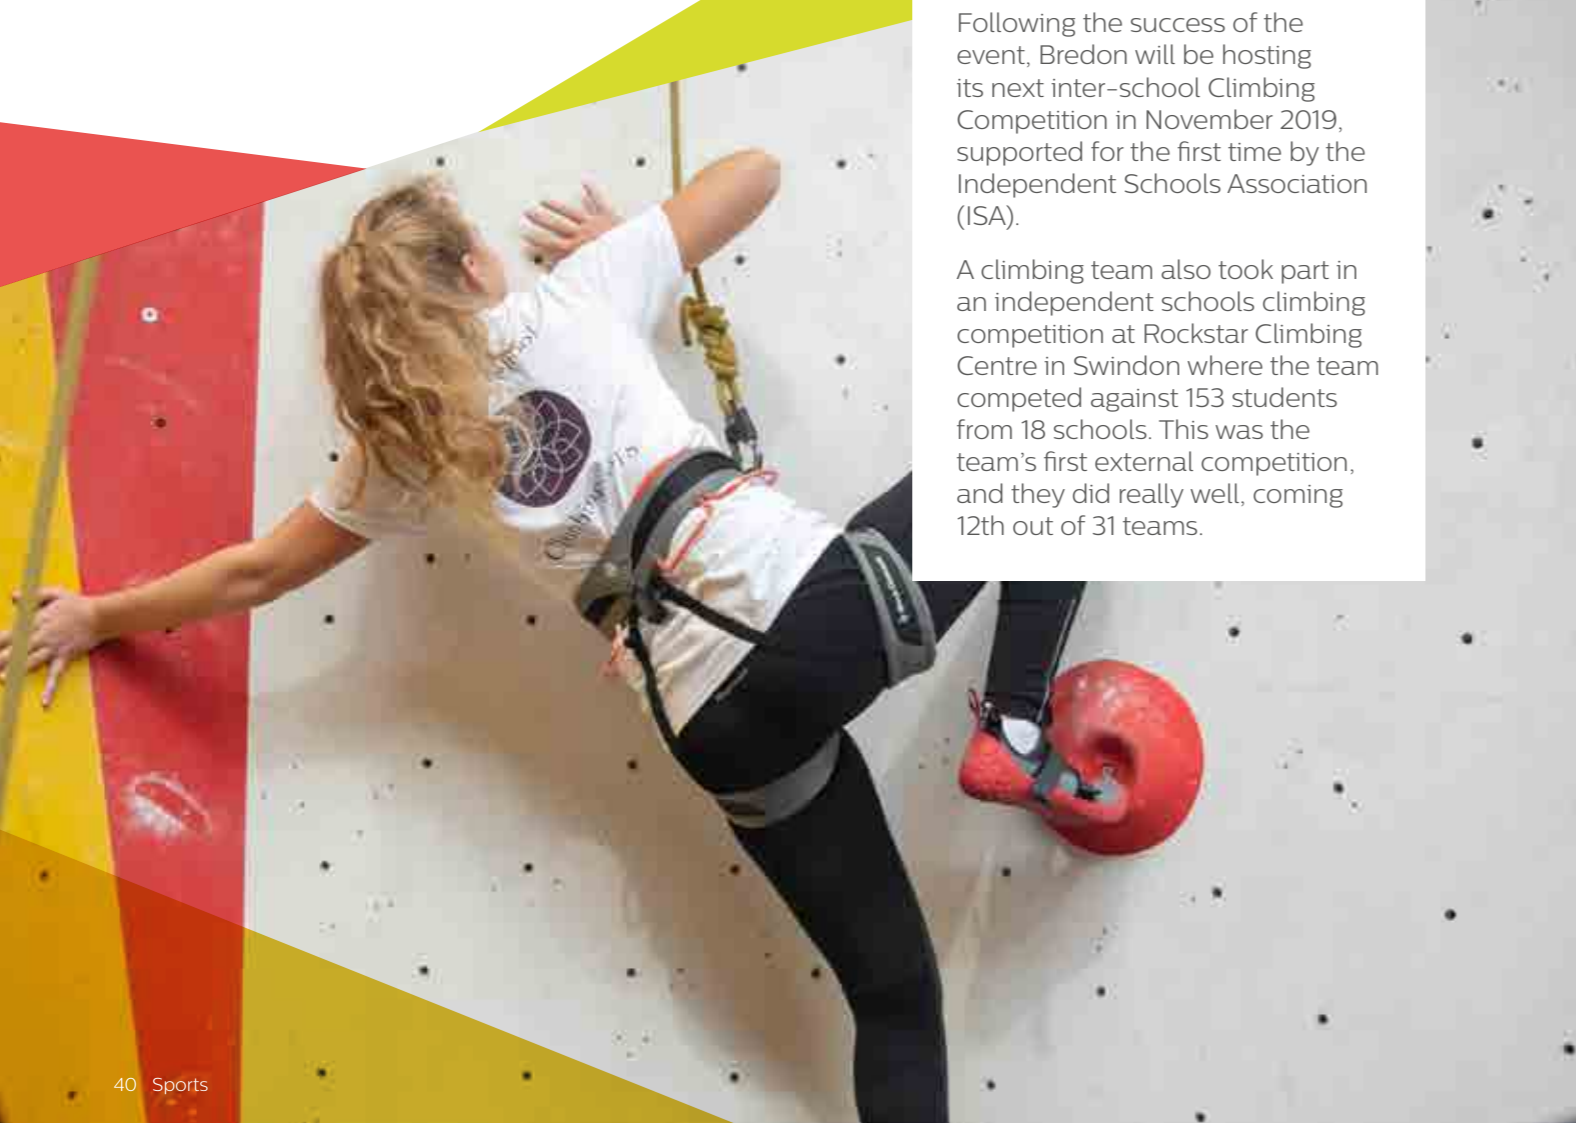 Following the success of the
event, Bredon will be hosting
its next inter-school Climbing
Competition in November 2019,
supported for the first time by the
Independent Schools Association
(ISA).
A climbing team also took part in
an independent schools climbing
competition at Rockstar Climbing
Centre in Swindon where the team
competed against 153 students
from 18 schools. This was the
team's first external competition,
and they did really well, coming
12th out of 31 teams.
40 Sports